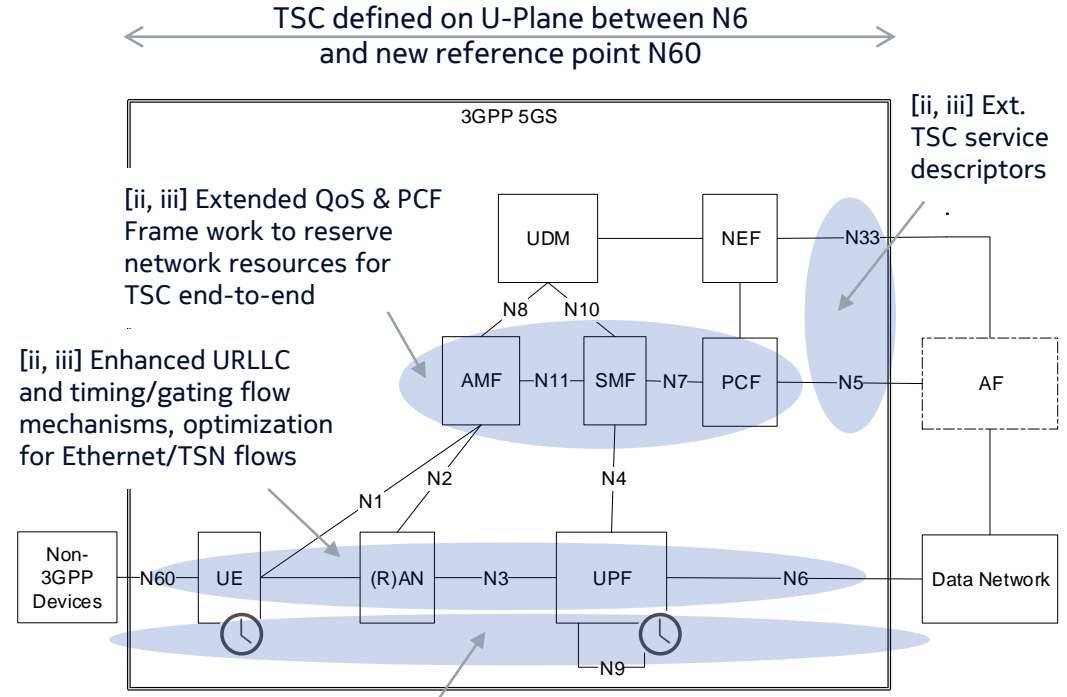 TSC defined on U-Plane between N6
and new reference point N60
3GPP 5GS
[ii, iii] Ext.
TSC service
descriptors
[ii, iii] Extended QoS & PCF
Frame work to reserve
network resources for
TSC end-to-end
UDM
NEF
N33
N8
N10
[ii, iii] Enhanced URLLC
and timing/gating flow
mechanisms, optimization
for Ethernet/TSN flows
AMF
N11
SMF
N7
PCF
N5
AF
N1
N2
N4
Non-
3GPP
Devices
N60
UE
(R)AN
N3
UPF
N6
Data Network
N9